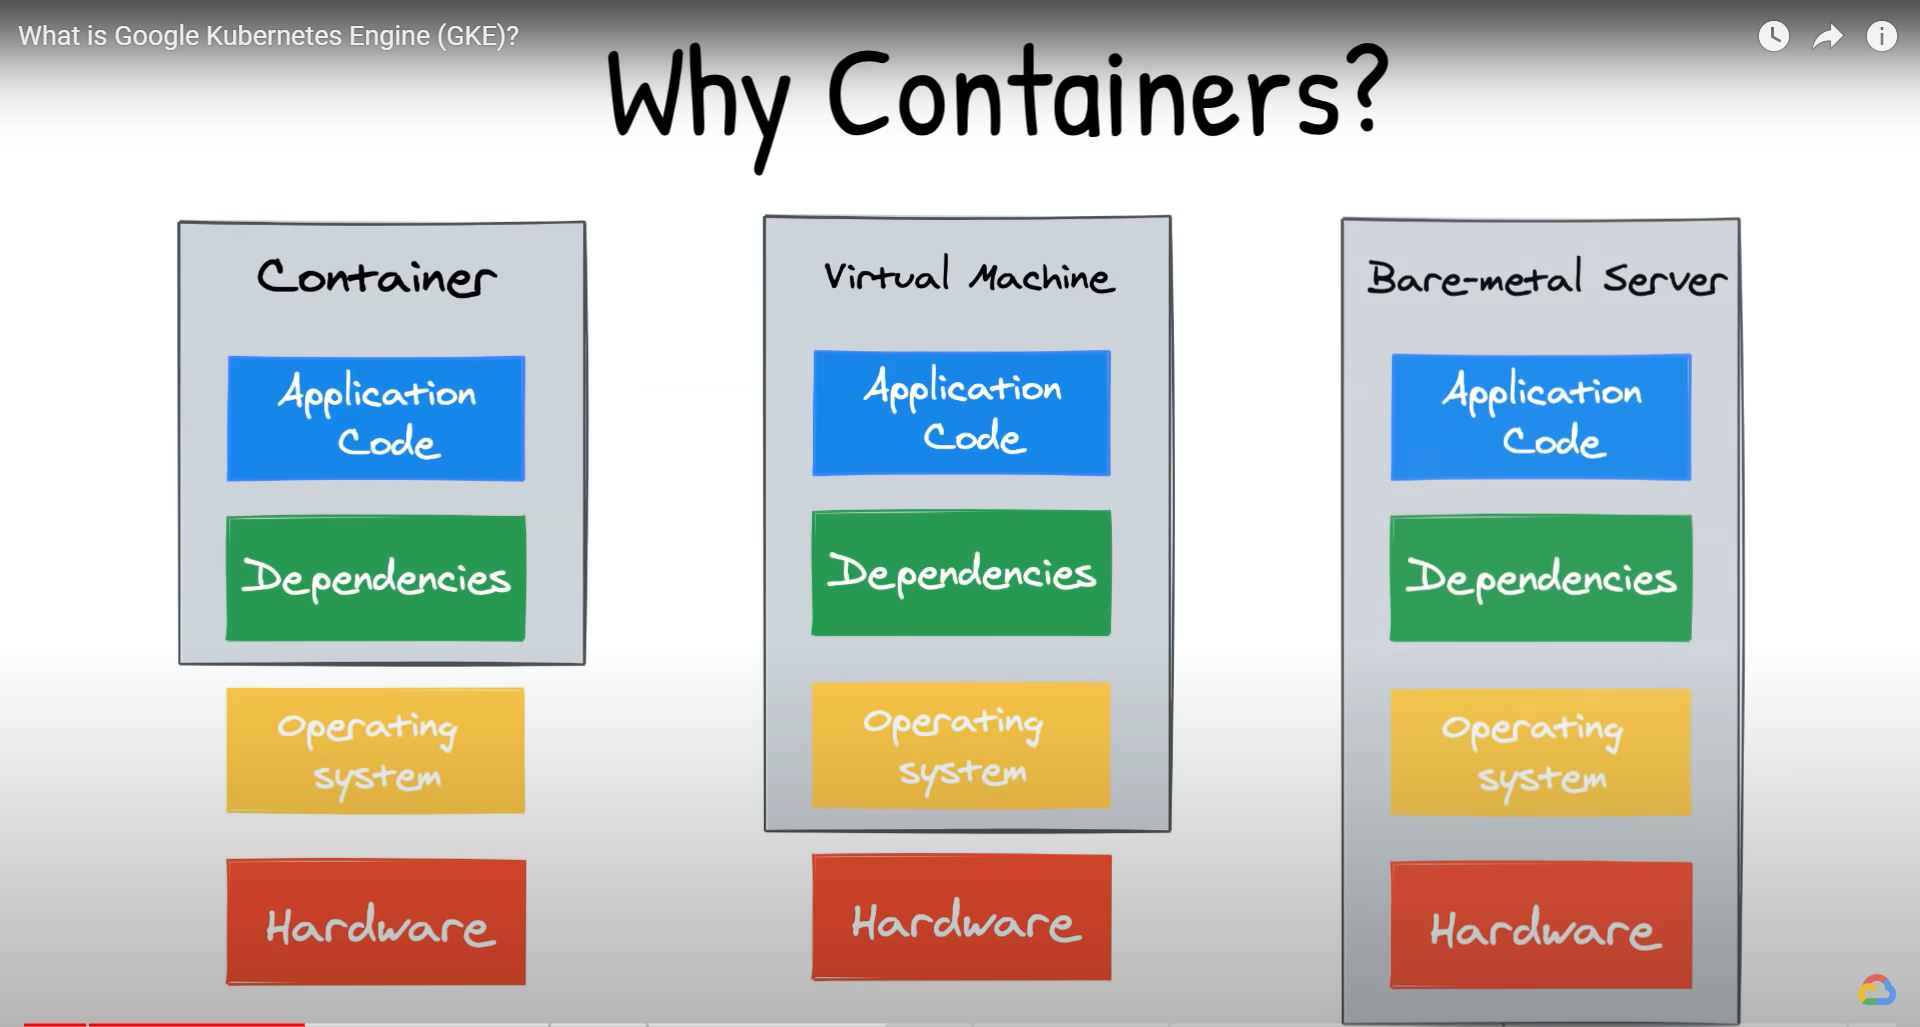 What is Google Kubernetes Engine (GKE)?
Why Containers?
Container
Application
Code
Dependencies
Operating
system
Hardware
Virtual Machine
Application
Code
Dependencies
Operating
system
Hardware
Bare-metal Server
Application
Code
Dependencies
Operating
system
Hardware